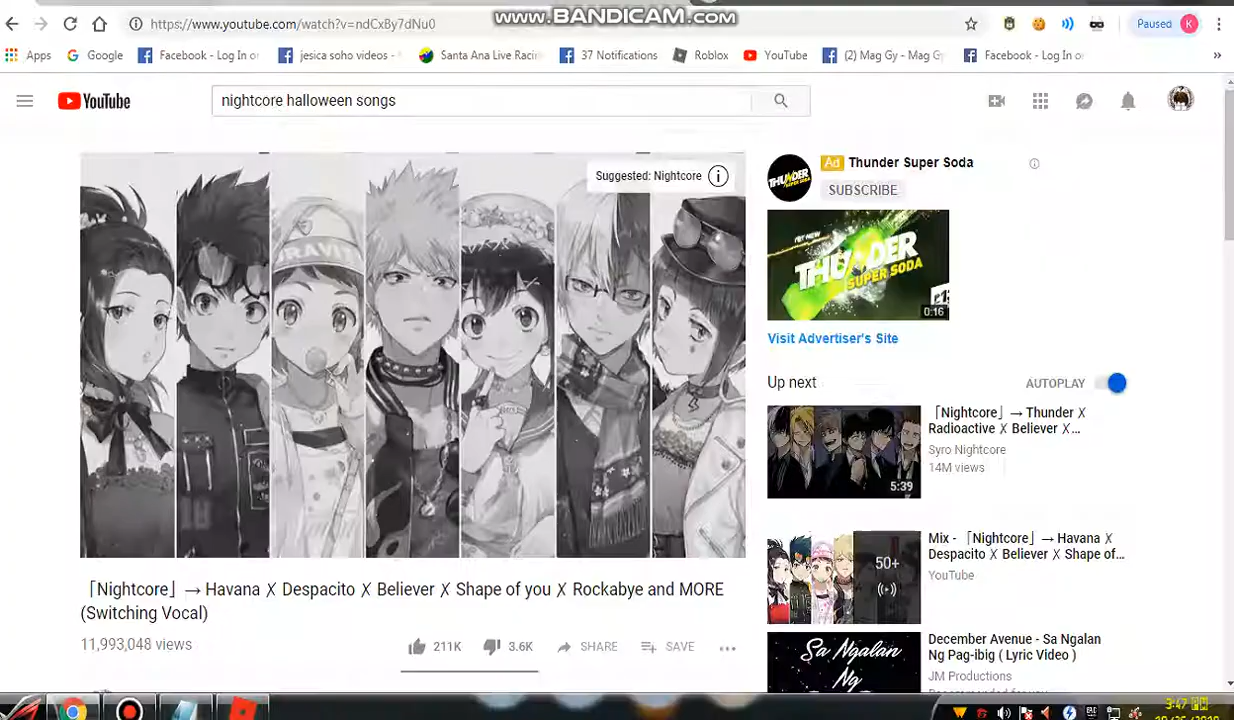 www.BANDICAM.com
https://www.youtube.com/watch?v=ndCxBy7dNu0
Paused K
Apps Google Facebook - Log In or jesica soho videos - Santa Ana Live Racin 37 Notifications Roblox YouTube (2) Mag Gy - Mag G Facebook - Log In or »
YouTube
nightcore halloween songs
Suggested: Nightcore
BRAVE
Ad Thunder Super Soda
SUBSCRIBE
THUNDER
SUPER SODA
0:16
Visit Advertiser's Site
Up next
AUTOPLAY
「Nightcore」→ Thunder ✗
Radioactive ✗ Believer ✗...
Syro Nightcore
14M views
5:39
Mix - 「Nightcore」→ Havana ✗
Despacito ✗ Believer ✗ Shape of...
YouTube
50+
「Nightcore」→ Havana ✗ Despacito ✗ Believer ✗ Shape of you ✗ Rockabye and MORE
(Switching Vocal)
11,993,048 views
211K 3.6K SHARE SAVE
December Avenue - Sa Ngalan
Ng Pag-ibig ( Lyric Video )
JM Productions
Sa Ngalan
Ng
3:47